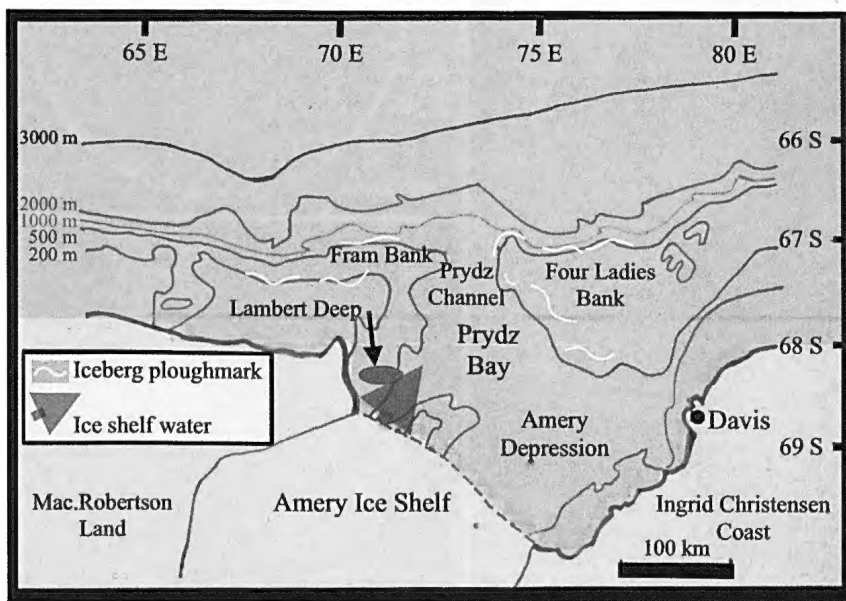 65 E
70 E
75 E
80 E
3000 m
66 S
2000 m
1000 m
500 m
200 m
67 S
Fram Bank
Prydz
Channel
Four Ladies
Bank
Lambert Deep
Prydz
Bay
68 S
Iceberg ploughmark
Ice shelf water
Amery
Depression
Davis
69 S
Mac.Robertson
Land
Amery Ice Shelf
Ingrid Christensen
Coast
100 km